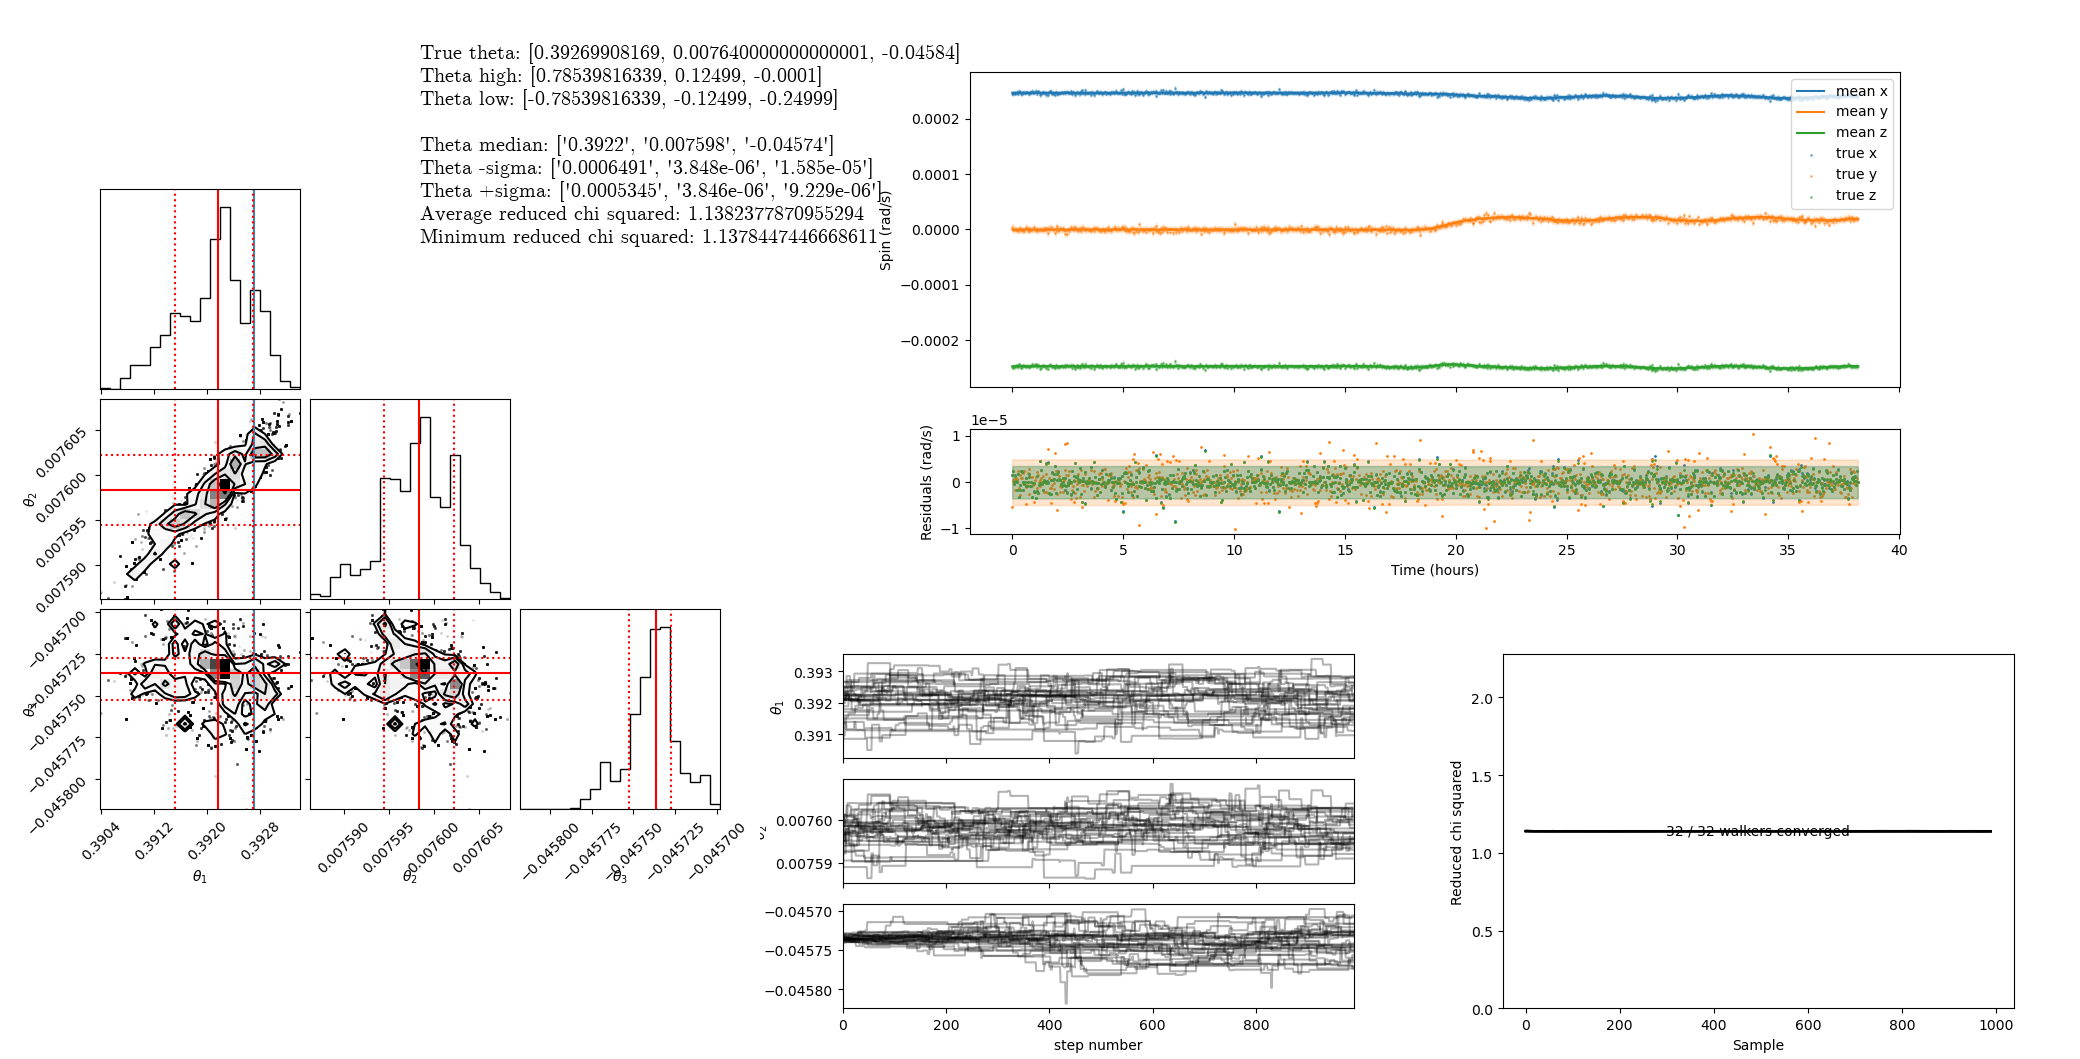 True theta: [0.39269908169, 0.007640000000000001, -0.04584]
Theta high: [0.78539816339, 0.12499, -0.0001]
Theta low: [-0.78539816339, -0.12499, -0.24999]
Theta median: ['0.3922', '0.007598', '-0.04574']
Theta -sigma: ['0.0006491', '3.848e-06', '1.585e-05']
Theta +sigma: ['0.0005345', '3.846e-06', '9.229e-06']
Average reduced chi squared: 1.1382377870955294
Minimum reduced chi squared: 1.1378447446668611
mean x
mean y
mean z
true x
true y
true z
0.0002
0.0001
0.0000
−0.0001
−0.0002
Spin (rad/s)
1e−5
1
0
−1
Residuals (rad/s)
0 5 10 15 20 25 30 35 40
Time (hours)
0.007605
0.007600
0.007595
0.007590
θ2
−0.045700
−0.045725
−0.045750
−0.045775
−0.045800
θ3
0.3904 0.3912 0.3920 0.3928
θ1
0.007590 0.007595 0.007600 0.007605
θ2
−0.045800 −0.045775 −0.045750 −0.045725 −0.045700
θ3
0.393
0.392
0.391
θ1
0.00760
0.00759
−0.04570
−0.04575
−0.04580
0 200 400 600 800
step number
2.0
1.5
1.0
0.5
0.0
Reduced chi squared
32 / 32 walkers converged
0 200 400 600 800 1000
Sample